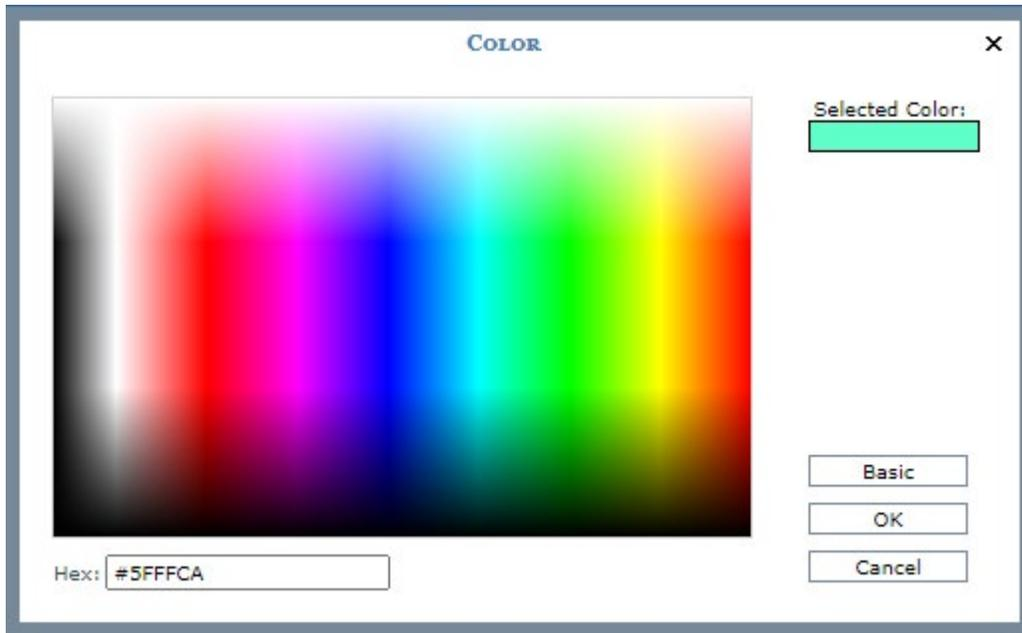 Color
×
Selected Color:
Basic
OK
Cancel
Hex: #5FFFCA